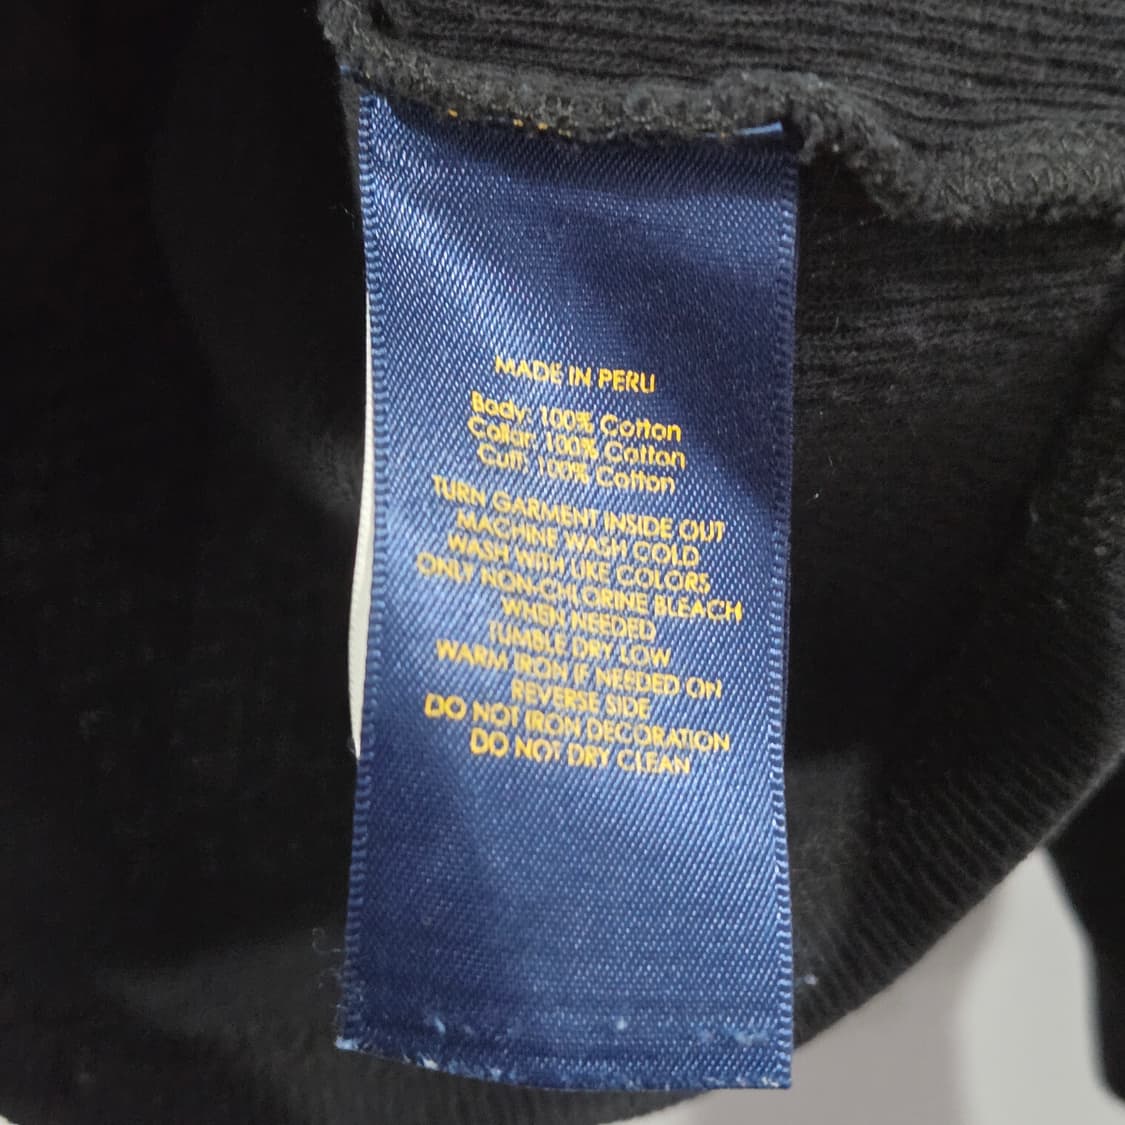 MADE IN PERU
Body: 100% Cotton
Collar: 100% Cotton
Cuff: 100% Cotton
TURN GARMENT INSIDE OUT
MACHINE WASH COLD
WASH WITH LIKE COLORS
ONLY NON-CHLORINE BLEACH
WHEN NEEDED
TUMBLE DRY LOW
WARM IRON IF NEEDED ON
REVERSE SIDE
DO NOT IRON DECORATION
DO NOT DRY CLEAN